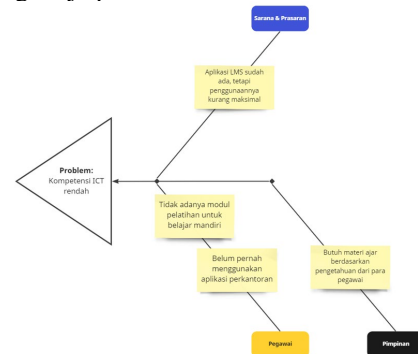 Sarana & Prasaran
Aplikasi LMS sudah
ada, tetapi
penggunaannya
kurang maksimal
Problem:
Kompetensi ICT
rendah
Tidak adanya modul
pelatihan untuk
belajar mandiri
Belum pernah
menggunakan
aplikasi perkantoran
Butuh materi ajar
berdasarkan
pengetahuan dari para
pegawai
Pegawai
Pimpinan